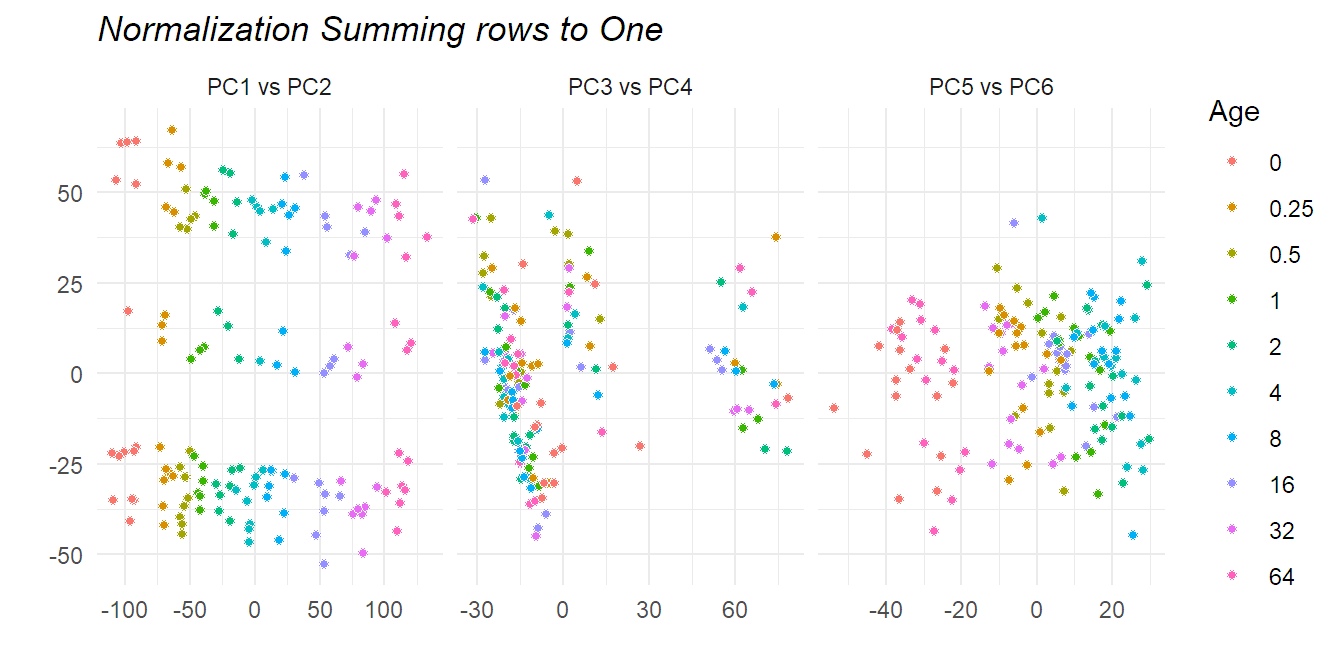 Normalization Summing rows to One
PC1 vs PC2
PC3 vs PC4
PC5 vs PC6
50
25
0
-25
-50
-100 -50 0 50 100
-30 0 30 60
-40 -20 0 20
Age
0
0.25
0.5
1
2
4
8
16
32
64